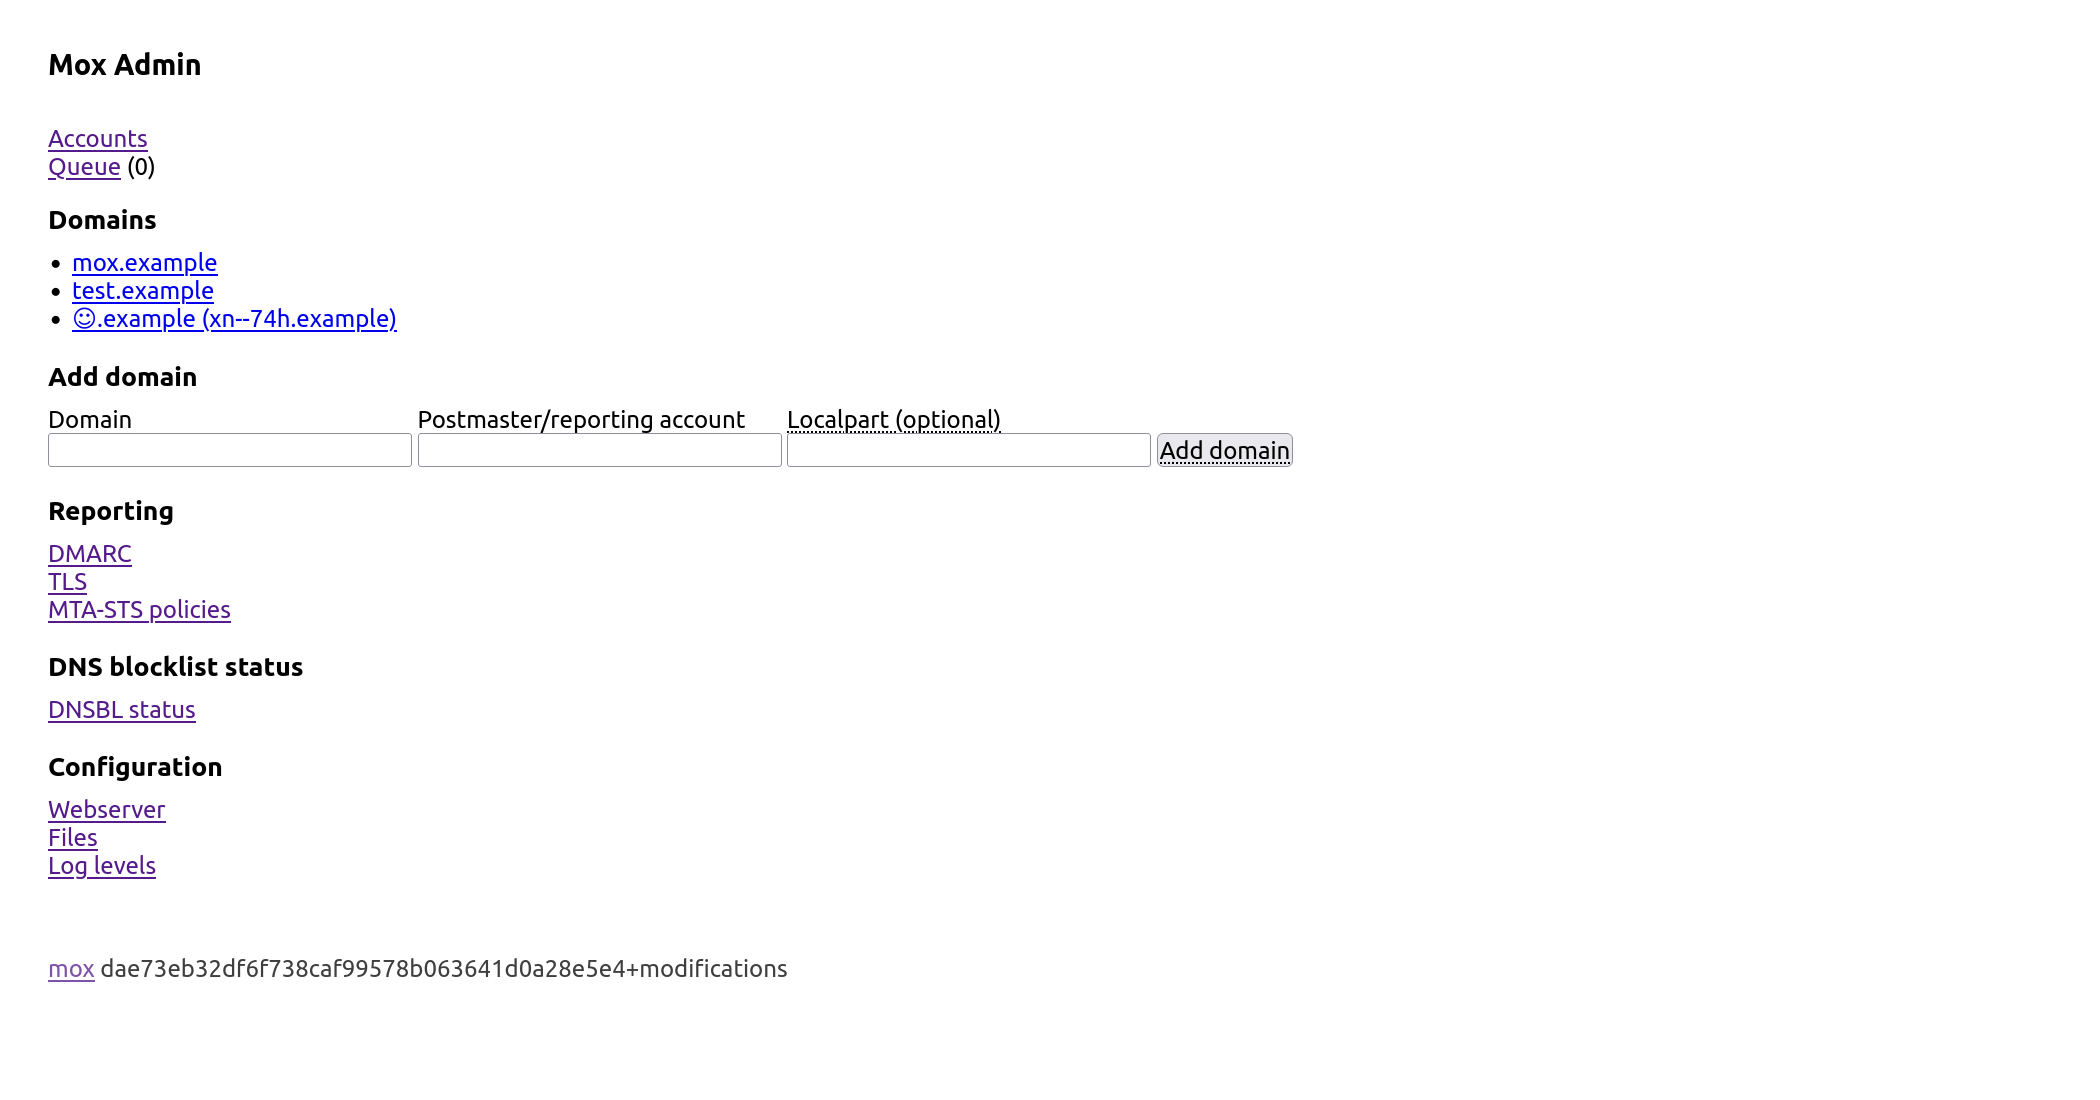 Mox Admin
Accounts
Queue (0)
Domains
• mox.example
• test.example
• ☺.example (xn--74h.example)
Add domain
Domain Postmaster/reporting account Localpart (optional)
Add domain
Reporting
DMARC
TLS
MTA-STS policies
DNS blocklist status
DNSBL status
Configuration
Webserver
Files
Log levels
mox dae73eb32df6f738caf99578b063641d0a28e5e4+modifications